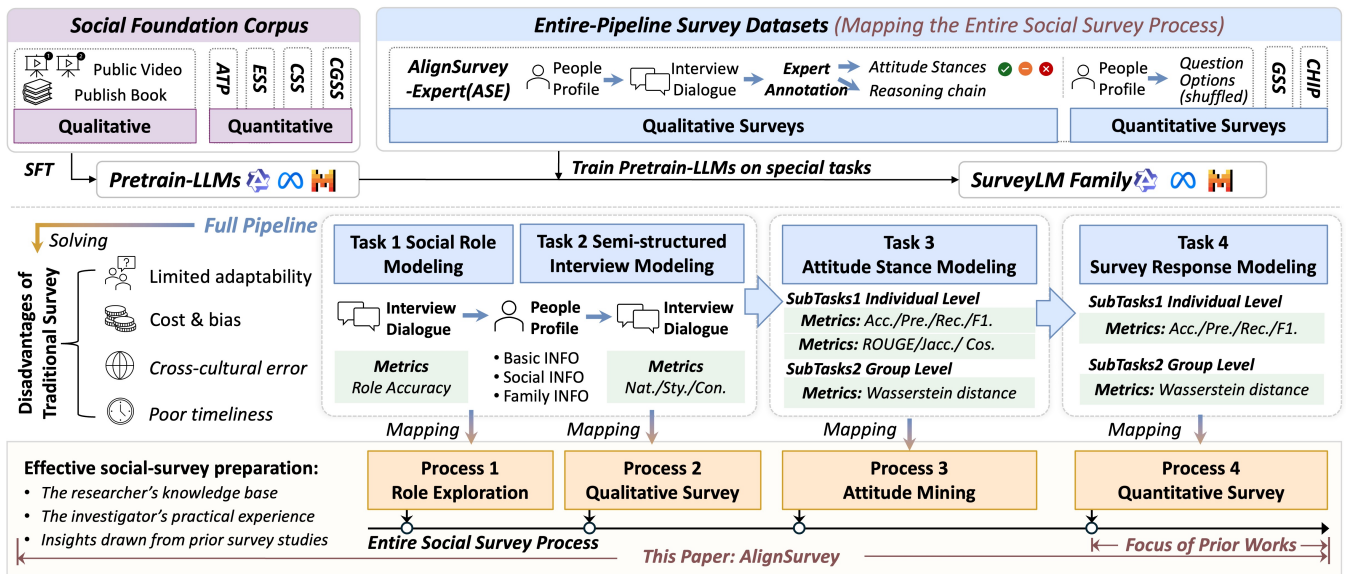 Social Foundation Corpus
Public Video
Publish Book
ATP
ESS
CSS
CGSS
Qualitative
Quantitative
Entire-Pipeline Survey Datasets (Mapping the Entire Social Survey Process)
AlignSurvey
-Expert(ASE)
People
Profile
Interview
Dialogue
Expert
Annotation
Attitude Stances
Reasoning chain
People
Profile
Question
Options
(shuffled)
GSS
CHIP
Qualitative Surveys
Quantitative Surveys
SFT
Pretrain-LLMs
Train Pretrain-LLMs on special tasks
SurveyLM Family
Full Pipeline
Solving
Disadvantages of
Traditional Survey
Limited adaptability
Cost & bias
Cross-cultural error
Poor timeliness
Task 1 Social Role
Modeling
Task 2 Semi-structured
Interview Modeling
Interview
Dialogue
People
Profile
Interview
Dialogue
Metrics
Role Accuracy
• Basic INFO
• Social INFO
• Family INFO
Metrics
Nat./Sty./Con.
Task 3
Attitude Stance Modeling
SubTasks1 Individual Level
Metrics: Acc./Pre./Rec./F1.
Metrics: ROUGE/Jacc./ Cos.
SubTasks2 Group Level
Metrics: Wasserstein distance
Task 4
Survey Response Modeling
SubTasks1 Individual Level
Metrics: Acc./Pre./Rec./F1.
SubTasks2 Group Level
Metrics: Wasserstein distance
Mapping
Mapping
Mapping
Mapping
Effective social-survey preparation:
• The researcher's knowledge base
• The investigator's practical experience
• Insights drawn from prior survey studies
Process 1
Role Exploration
Process 2
Qualitative Survey
Process 3
Attitude Mining
Process 4
Quantitative Survey
Entire Social Survey Process
This Paper: AlignSurvey
Focus of Prior Works